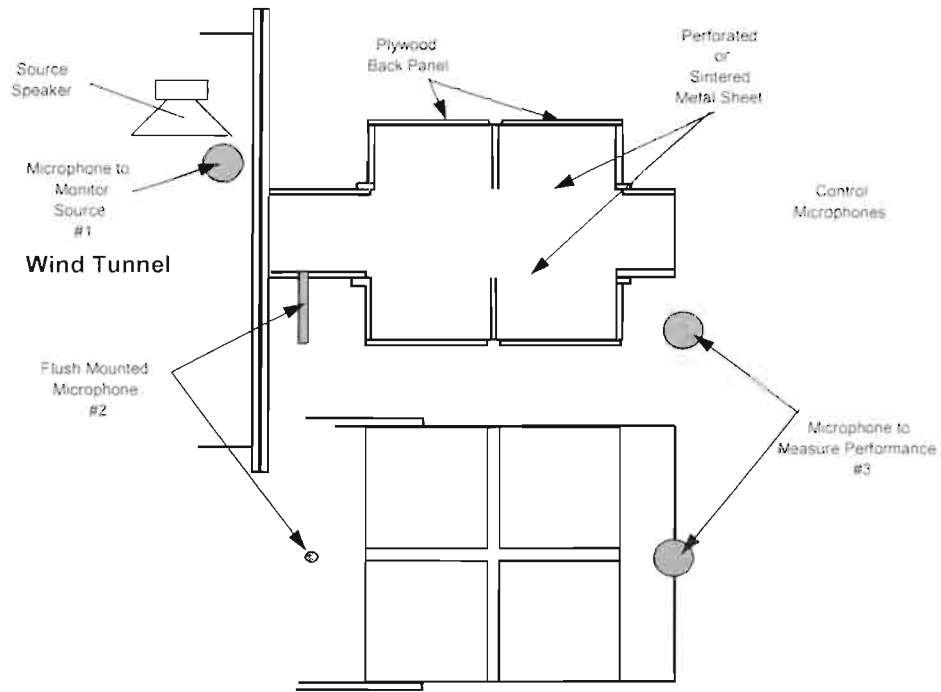 Source
Speaker
Plywood
Back Panel
Perforated
or
Sintered
Metal Sheet
Microphone to
Monitor
Source
#1
Control
Microphones
Wind Tunnel
Flush Mounted
Microphone
#2
Microphone to
Measure Performance
#3